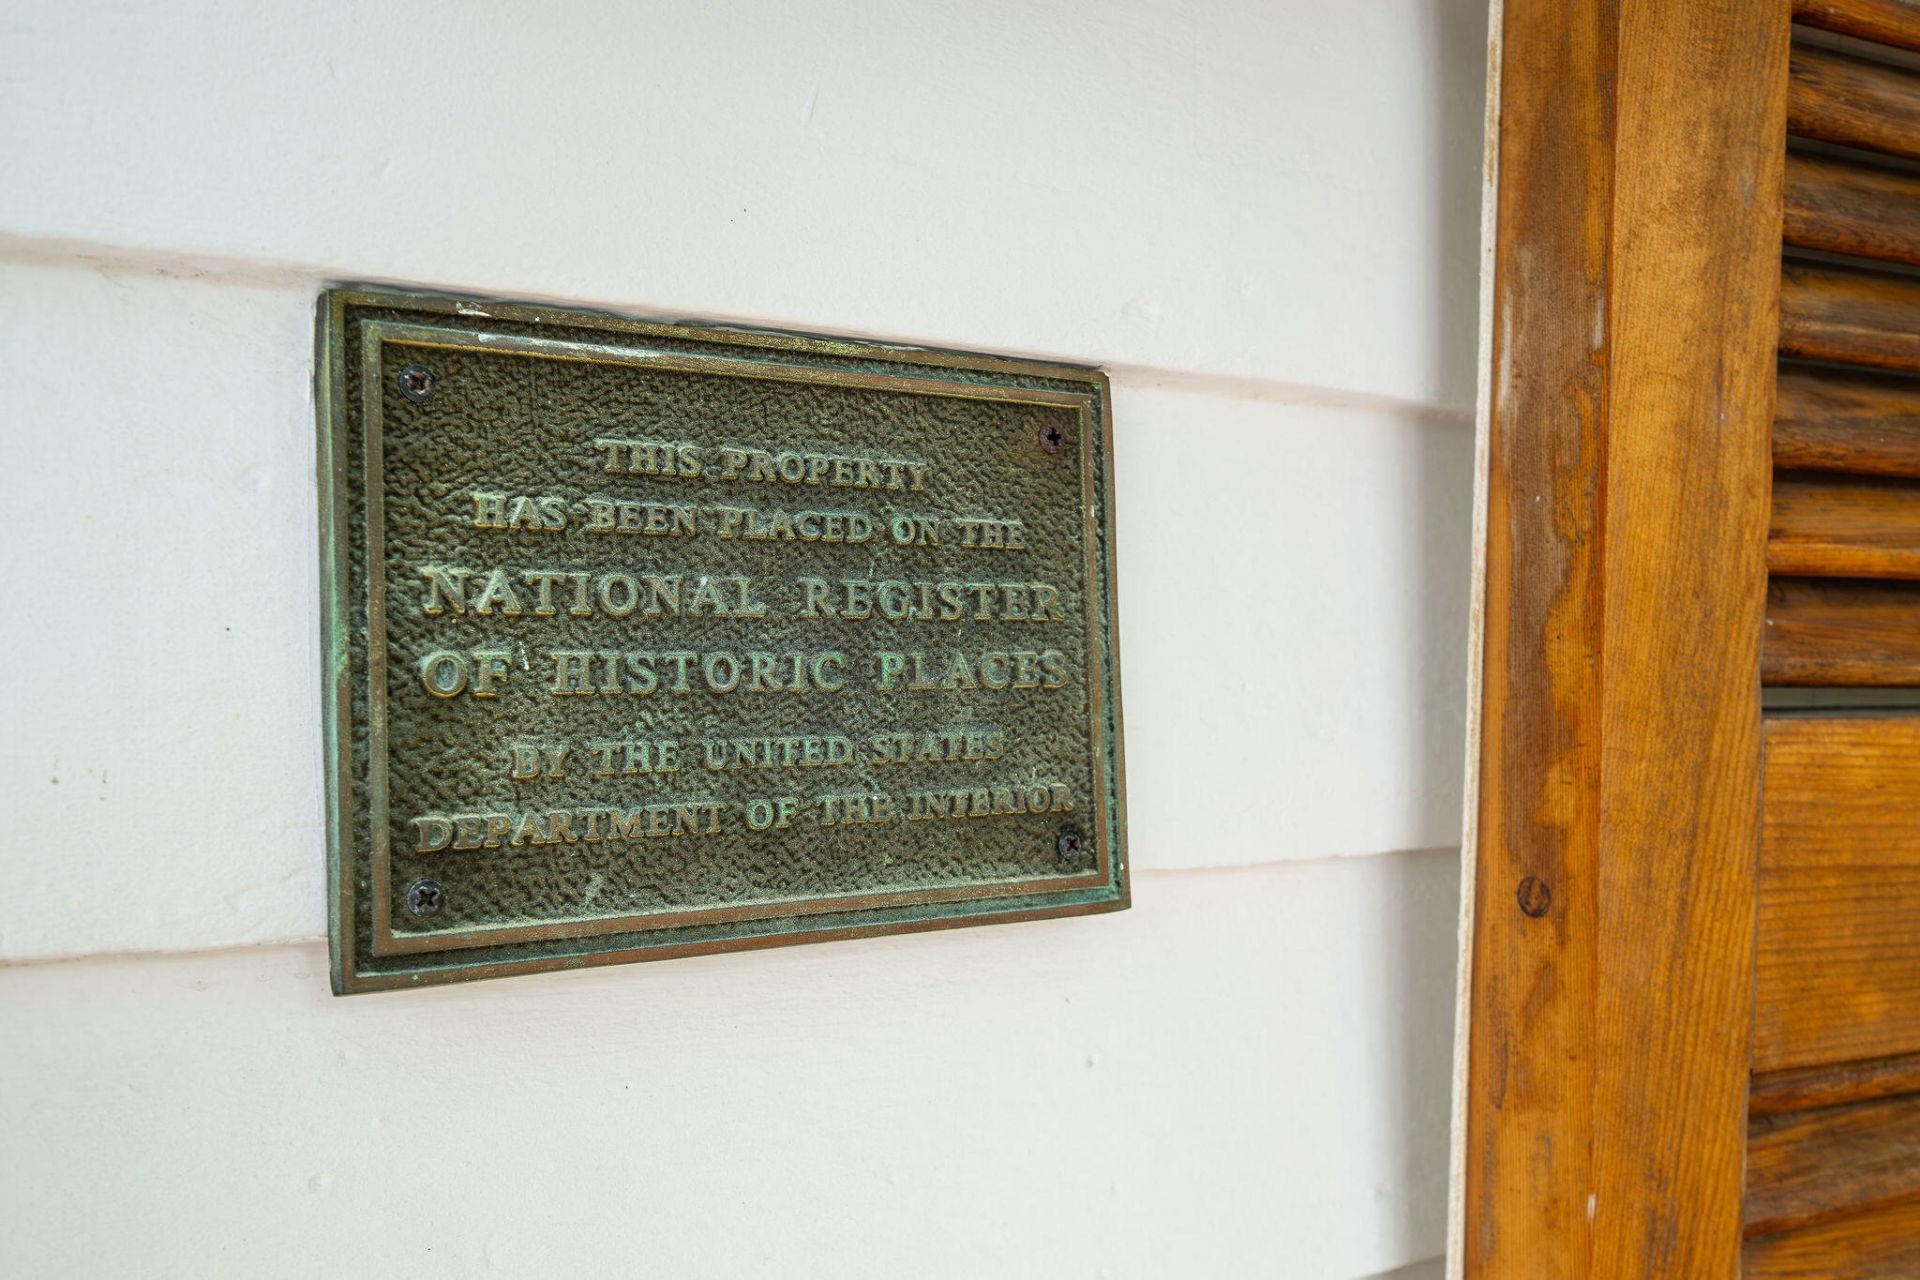 THIS PROPERTY
HAS BEEN PLACED ON THE
NATIONAL REGISTER
OF HISTORIC PLACES
BY THE UNITED STATES
DEPARTMENT OF THE INTERIOR